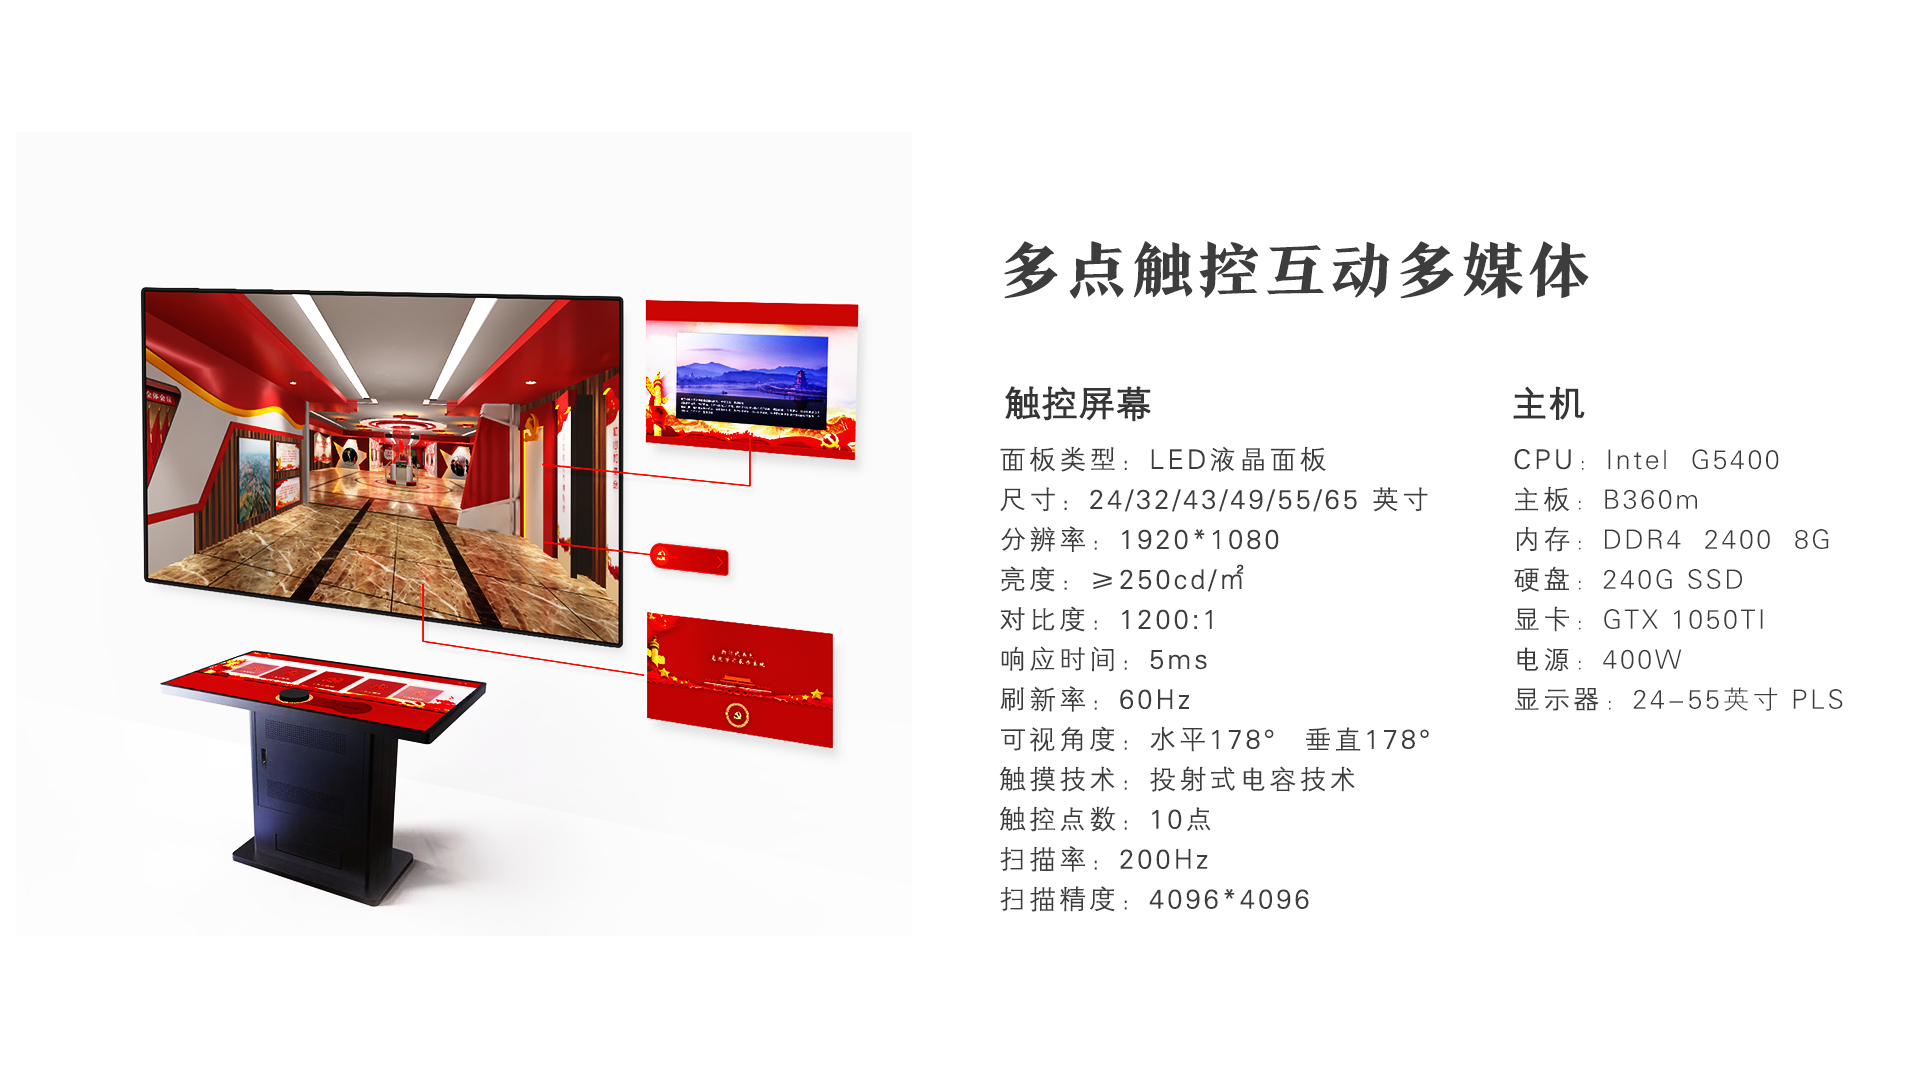 多点触控互动多媒体
触控屏幕
面板类型：LED液晶面板
尺寸：24/32/43/49/55/65 英寸
分辨率：1920*1080
亮度：≥250cd/㎡
对比度：1200:1
响应时间：5ms
刷新率：60Hz
可视角度：水平178° 垂直178°
触摸技术：投射式电容技术
触控点数：10点
扫描率：200Hz
扫描精度：4096*4096
主机
CPU：Intel G5400
主板：B360m
内存：DDR4 2400 8G
硬盘：240G SSD
显卡：GTX 1050TI
电源：400W
显示器：24-55英寸 PLS